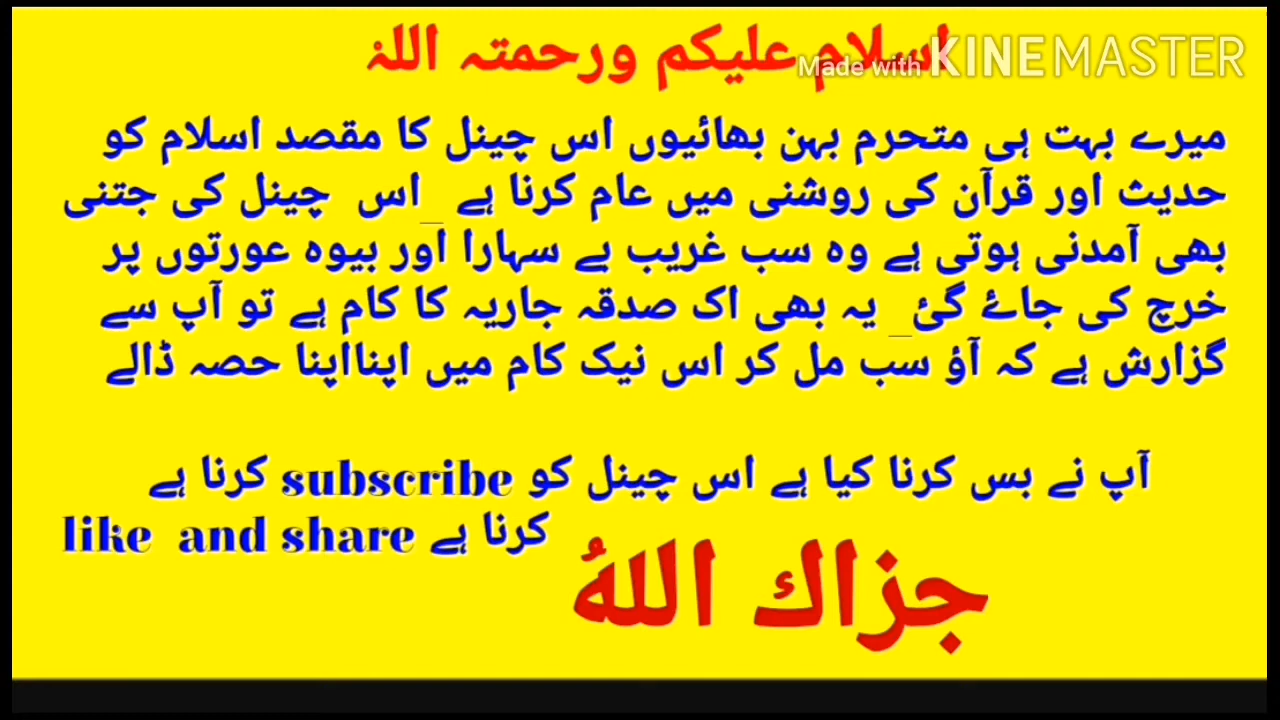 اسلام علیکم ورحمتہ اللہْ
Made with KINEMASTER
میرے بہت ہی متحرم بہن بھائیوں اس چینل کا مقصد اسلام کو
حدیث اور قرآن کی روشنی میں عام کرنا ہے _اس چینل کی جتنی
بھی آمدنی ہوتی ہے وہ سب غریب بے سہارا اور بیوہ عورتوں پر
خرچ کی جاۓ گئ_ یہ بھی اک صدقہ جاریہ کا کام ہے تو آپ سے
گزارش ہے کہ آؤ سب مل کر اس نیک کام میں اپنااپنا حصہ ڈالے
آپ نے بس کرنا کیا ہے اس چینل کو subscribe کرنا ہے
like and share کرنا ہے
جزاك اللهُ